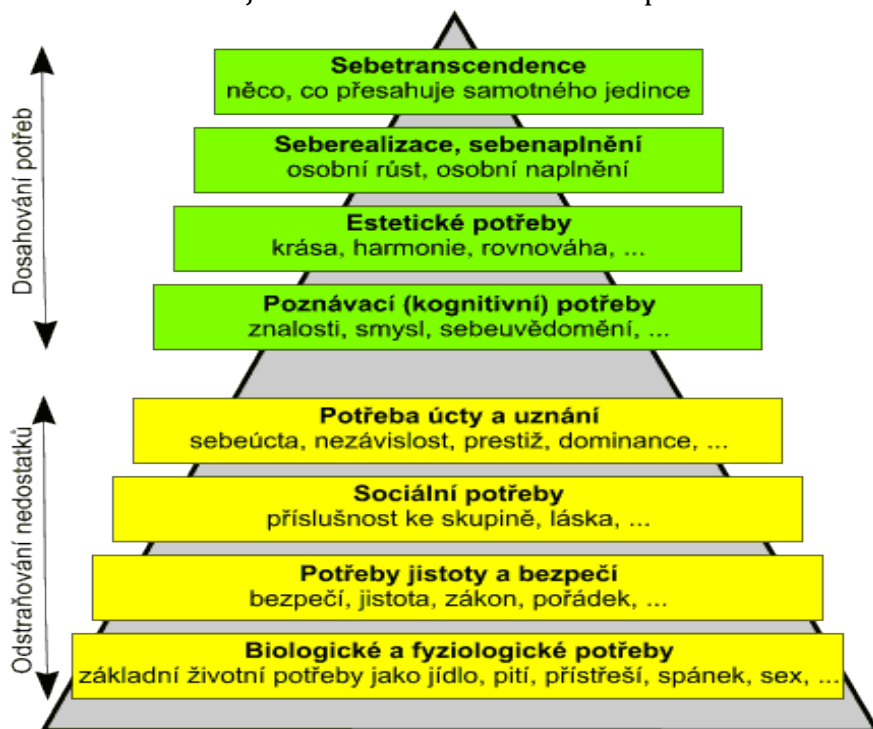 Sebetranscendence
něco, co přesahuje samotného jedince
Seberealizace, sebenaplnění
osobní růst, osobní naplnění
Estetické potřeby
krása, harmonie, rovnováha, ...
Poznávací (kognitivní) potřeby
znalosti, smysl, sebeuvědomění, ...
Dosahování potřeb
Potřeba úcty a uznání
sebeúcta, nezávislost, prestiž, dominance, ...
Sociální potřeby
příslušnost ke skupině, láska, ...
Potřeby jistoty a bezpečí
bezpečí, jistota, zákon, pořádek, ...
Biologické a fyziologické potřeby
základní životní potřeby jako jídlo, pití, přístřeší, spánek, sex, ...
Odstraňování nedostatků